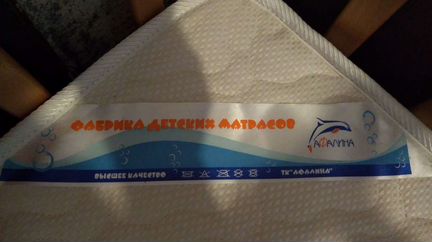 ФАБРИКА ДЕТСКИХ МАТРАСОВ
АФАЛИНА
ВЫСШЕЕ КАЧЕСТВО
ТК "АФАЛИНА"